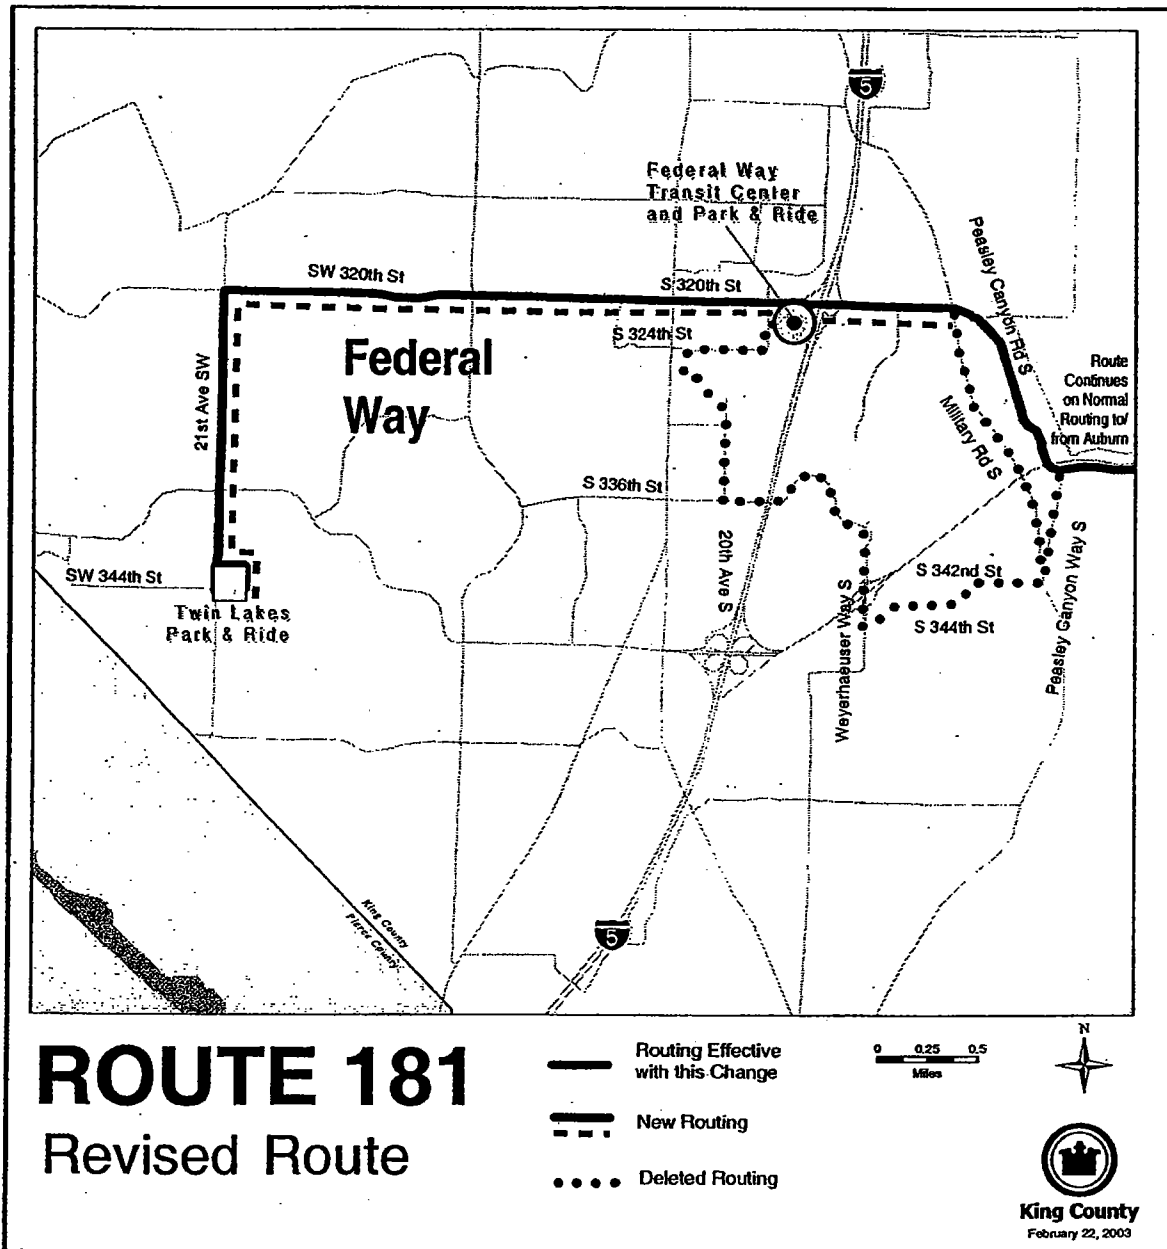 5
Federal Way
Transit Center
and Park & Ride
Peasley Canyon Rd S
SW 320th St
S 320th St
S 324th St
Federal
Way
21st Ave SW
Route
Continues
on Normal
Routing to/
from Auburn
Military Rd S
S 336th St
20th Ave S
SW 344th St
Twin Lakes
Park & Ride
S 342nd St
S 344th St
Weyerhaeuser Way S
Peasley Canyon Way S
King County
Pierce County
5
ROUTE 181
Revised Route
Routing Effective
with this Change
New Routing
Deleted Routing
0 0.25 0.5
Miles
N
King County
February 22, 2003